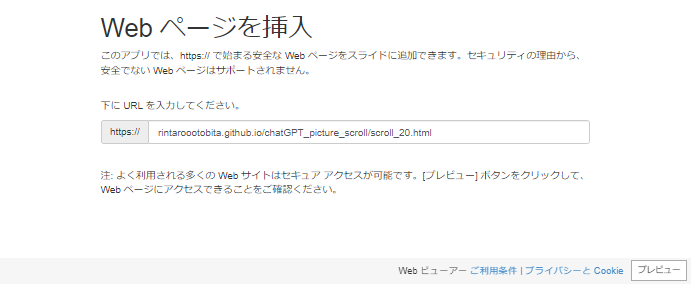 Web ページを挿入
このアプリでは、https:// で始まる安全な Web ページをスライドに追加できます。セキュリティの理由から、
安全でない Web ページはサポートされません。
下に URL を入力してください。
https:// rintaroootobita.github.io/chatGPT_picture_scroll/scroll_20.html
注: よく利用される多くの Web サイトはセキュア アクセスが可能です。[プレビュー] ボタンをクリックして、
Web ページにアクセスできることをご確認ください。
Web ビューアー ご利用条件 | プライバシーと Cookie プレビュー